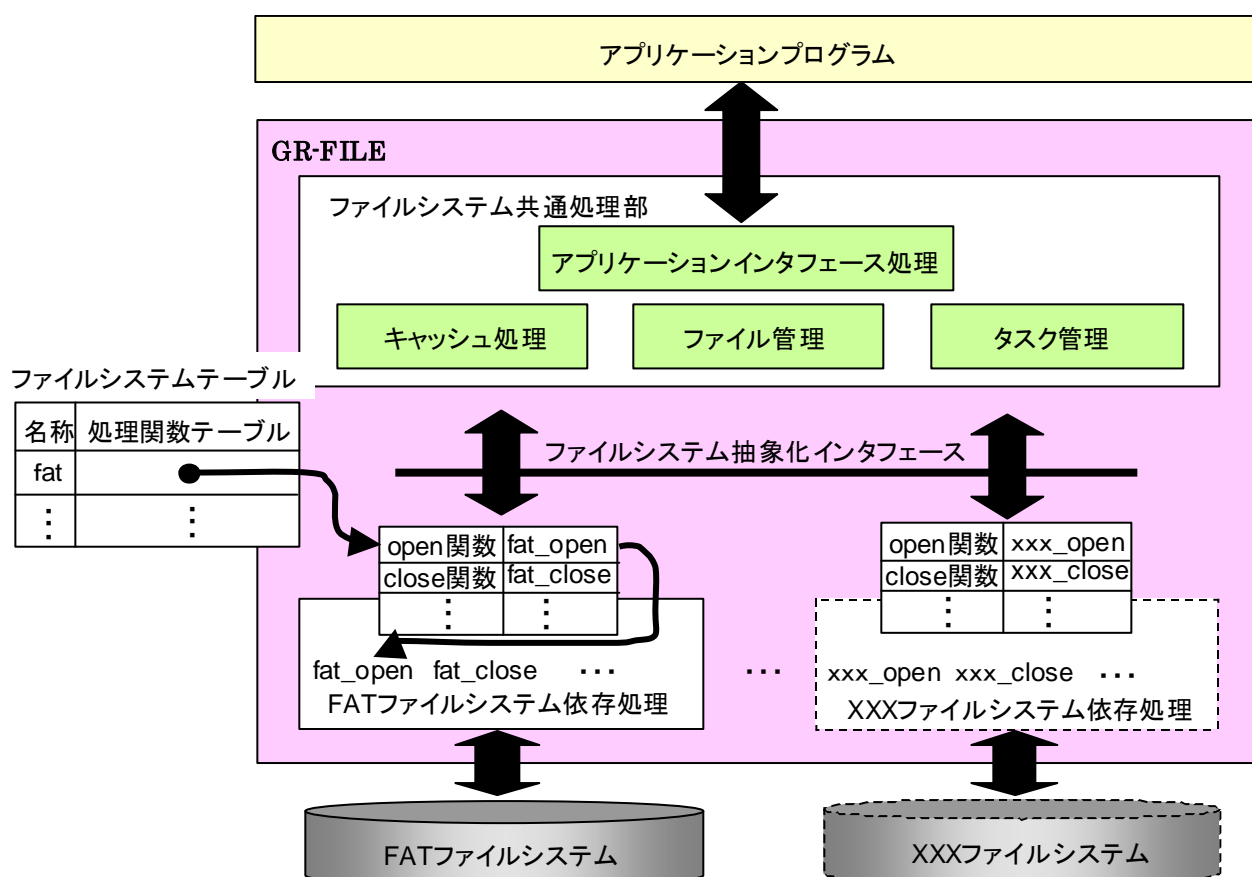 アプリケーションプログラム
GR-FILE
ファイルシステム共通処理部
アプリケーションインタフェース処理
キャッシュ処理
ファイル管理
タスク管理
ファイルシステムテーブル
名称 処理関数テーブル
fat
⋮ ⋮
ファイルシステム抽象化インタフェース
open関数 fat_open
close関数 fat_close
⋮ ⋮
fat_open fat_close ・・・
FATファイルシステム依存処理
・・・
open関数 xxx_open
close関数 xxx_close
⋮ ⋮
xxx_open xxx_close ・・・
XXXファイルシステム依存処理
FATファイルシステム
XXXファイルシステム